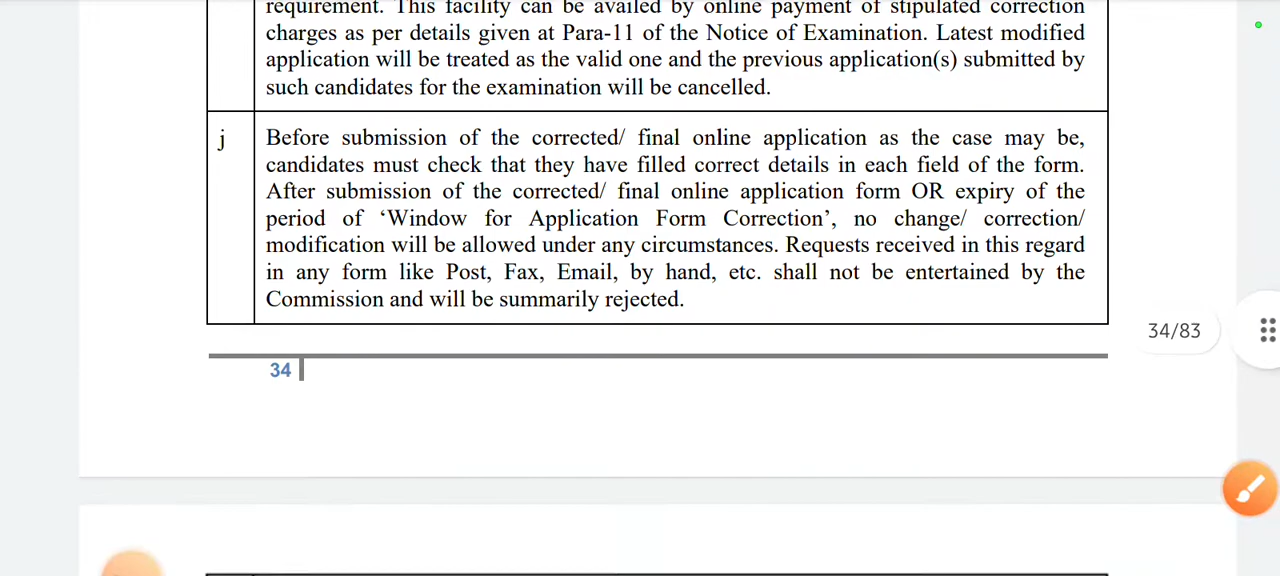 requirement. This facility can be availed by online payment of stipulated correction
charges as per details given at Para-11 of the Notice of Examination. Latest modified
application will be treated as the valid one and the previous application(s) submitted by
such candidates for the examination will be cancelled.
j
Before submission of the corrected/ final online application as the case may be,
candidates must check that they have filled correct details in each field of the form.
After submission of the corrected/ final online application form OR expiry of the
period of ‘Window for Application Form Correction’, no change/ correction/
modification will be allowed under any circumstances. Requests received in this regard
in any form like Post, Fax, Email, by hand, etc. shall not be entertained by the
Commission and will be summarily rejected.
34/83
34